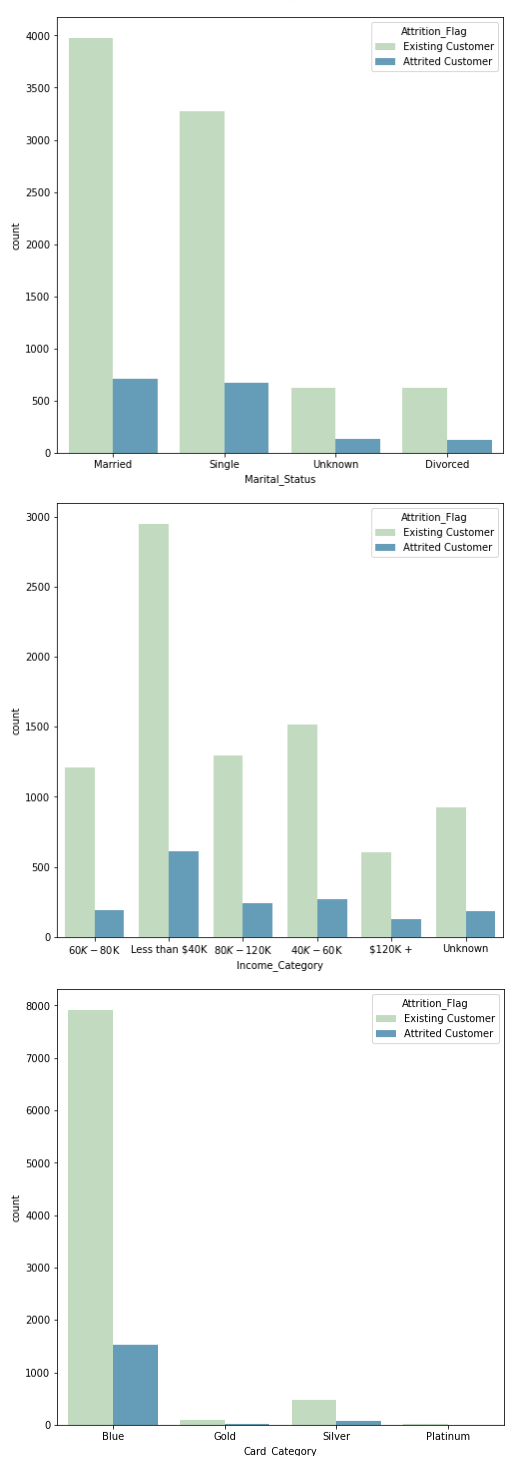 Attrition_Flag
Existing Customer
Attrited Customer
4000
3500
3000
2500
2000
1500
1000
500
0
count
Married Single Unknown Divorced
Marital_Status
Attrition_Flag
Existing Customer
Attrited Customer
3000
2500
2000
1500
1000
500
0
count
60K - 80K Less than $40K 80K - 120K 40K - 60K $120K + Unknown
Income_Category
Attrition_Flag
Existing Customer
Attrited Customer
8000
7000
6000
5000
4000
3000
2000
1000
0
count
Blue Gold Silver Platinum
Card_Category